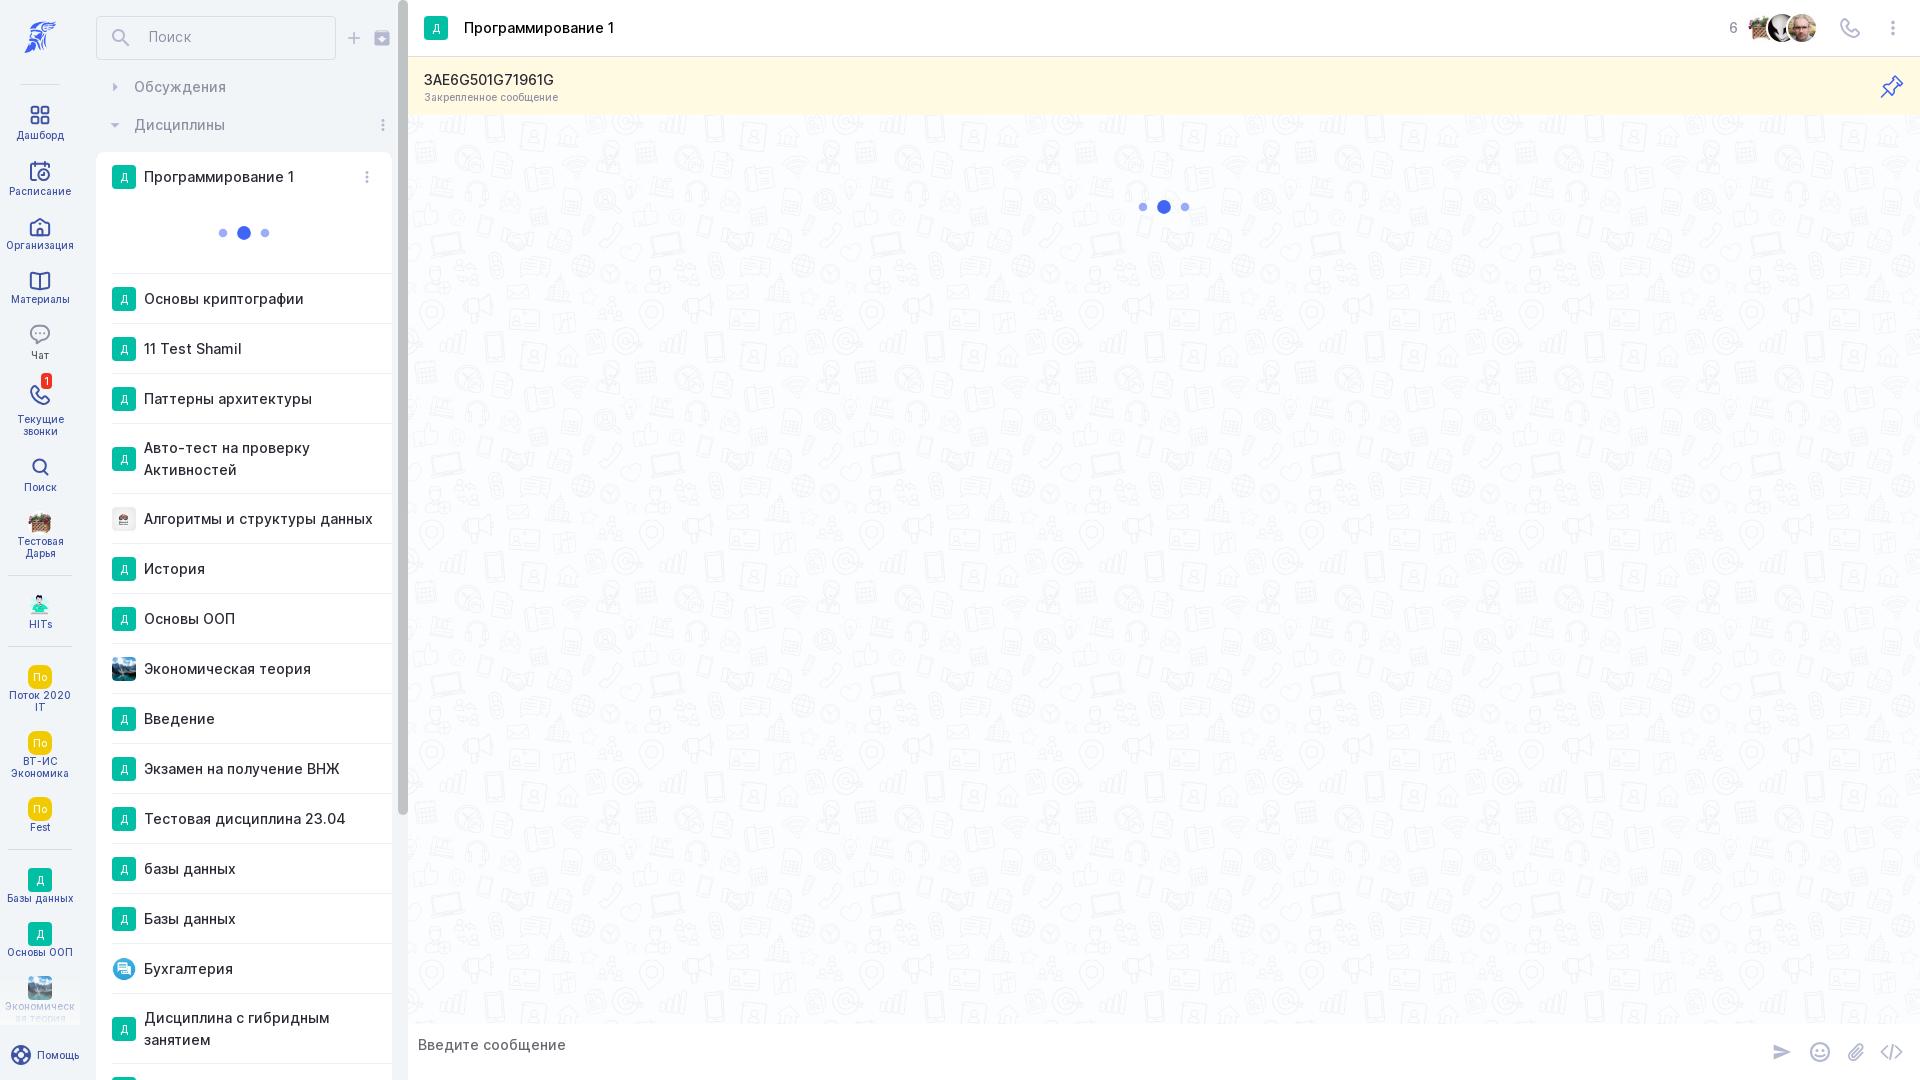 Дашборд
Расписание
Организация
Материалы
Чат
1
Текущие
звонки
Поиск
Тестовая
Дарья
HITs
По
Поток 2020
IT
По
ВТ-ИС
Экономика
По
Fest
Д
Базы данных
Д
Основы ООП
Экономическ
ая теория
Помощь
Поиск
Обсуждения
Дисциплины
Д Программирование 1
Д Основы криптографии
Д 11 Test Shamil
Д Паттерны архитектуры
Д Авто-тест на проверку
Активностей
Алгоритмы и структуры данных
Д История
Д Основы ООП
Экономическая теория
Д Введение
Д Экзамен на получение ВНЖ
Д Тестовая дисциплина 23.04
Д базы данных
Д Базы данных
Бухгалтерия
Д Дисциплина с гибридным
занятием
Д Программирование 1
6
3AE6G501G71961G
Закрепленное сообщение
Введите сообщение